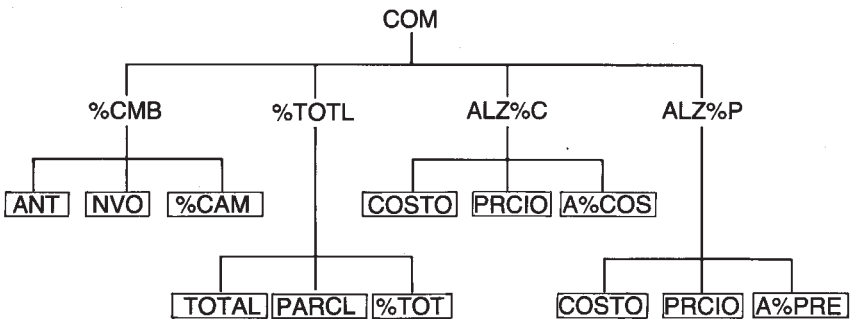 COM
%CMB %TOTL ALZ%C ALZ%P
ANT NVO %CAM COSTO PRCIO A%COS
TOTAL PARCL %TOT COSTO PRCIO A%PRE